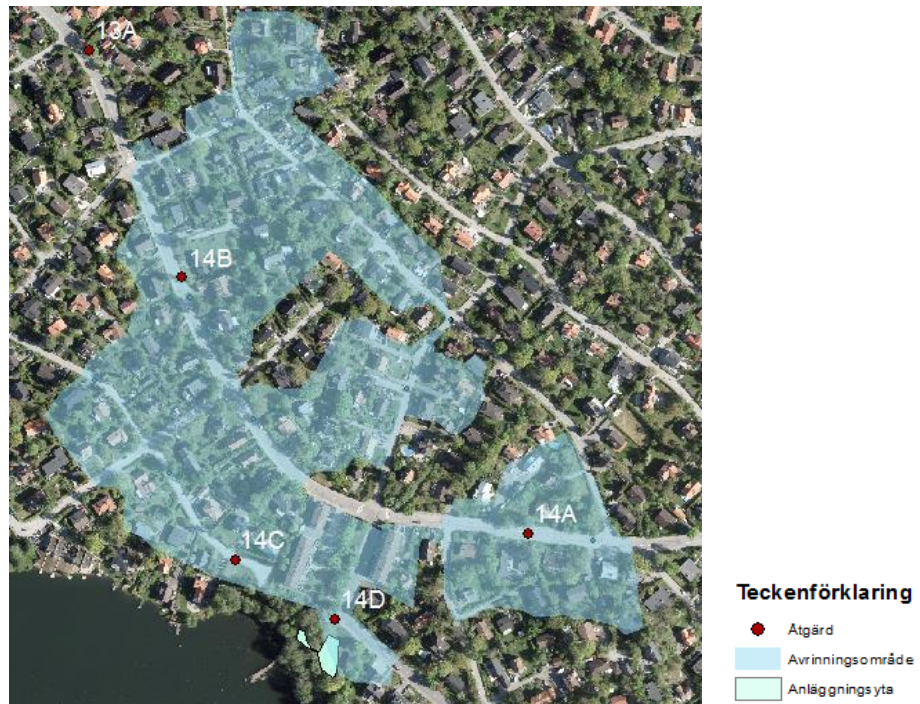 13A
14B
14A
14C
14D
Teckenförklaring
Åtgärd
Avrinningsområde
Anläggningsyta